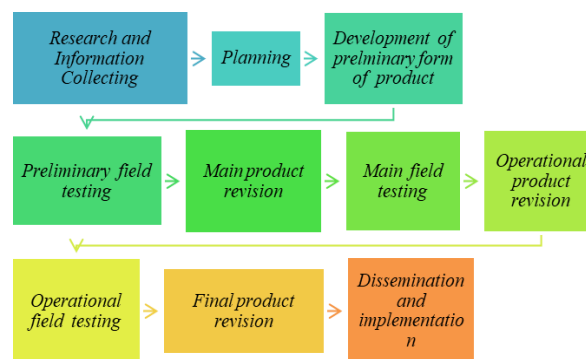 Research and
Information
Collecting
Planning
Development of
prelminary form
of product
Preliminary field
testing
Main product
revision
Main field
testing
Operational
product
revision
Operational
field testing
Final product
revision
Dissemination
and
implementatio
n